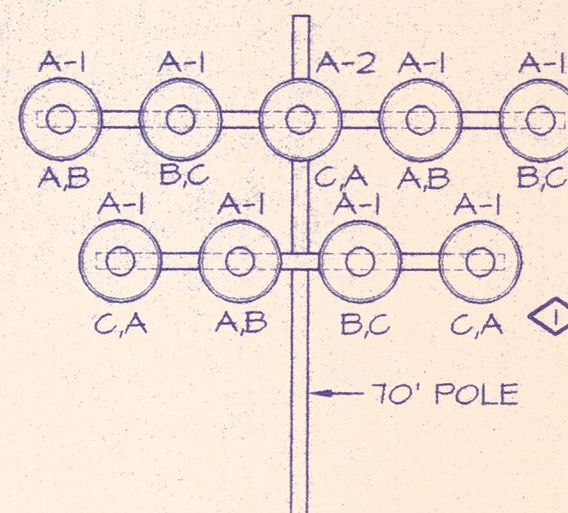 A-1 A-1 A-2 A-1 A-1
A,B B,C C,A A,B B,C
A-1 A-1 A-1 A-1
C,A A,B B,C C,A
1
70' POLE